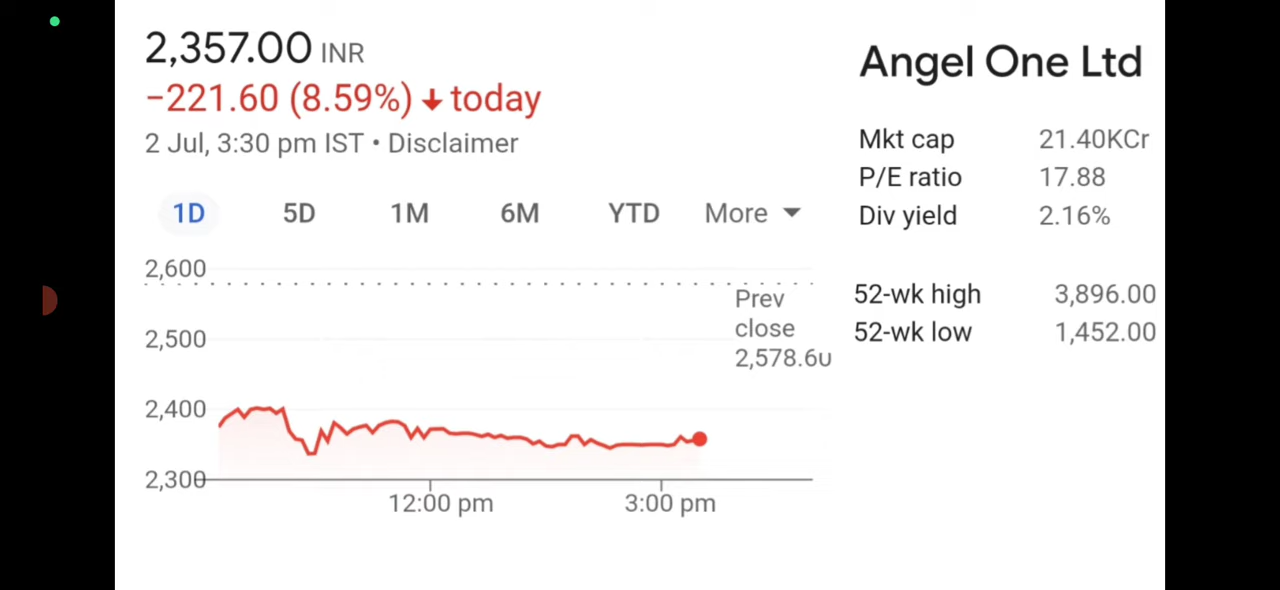 2,357.00 INR
−221.60 (8.59%) ↓ today
2 Jul, 3:30 pm IST • Disclaimer
1D 5D 1M 6M YTD More
2,600
2,500
2,400
2,300
Prev
close
2,578.6u
12:00 pm 3:00 pm
Angel One Ltd
Mkt cap 21.40KCr
P/E ratio 17.88
Div yield 2.16%
52-wk high 3,896.00
52-wk low 1,452.00